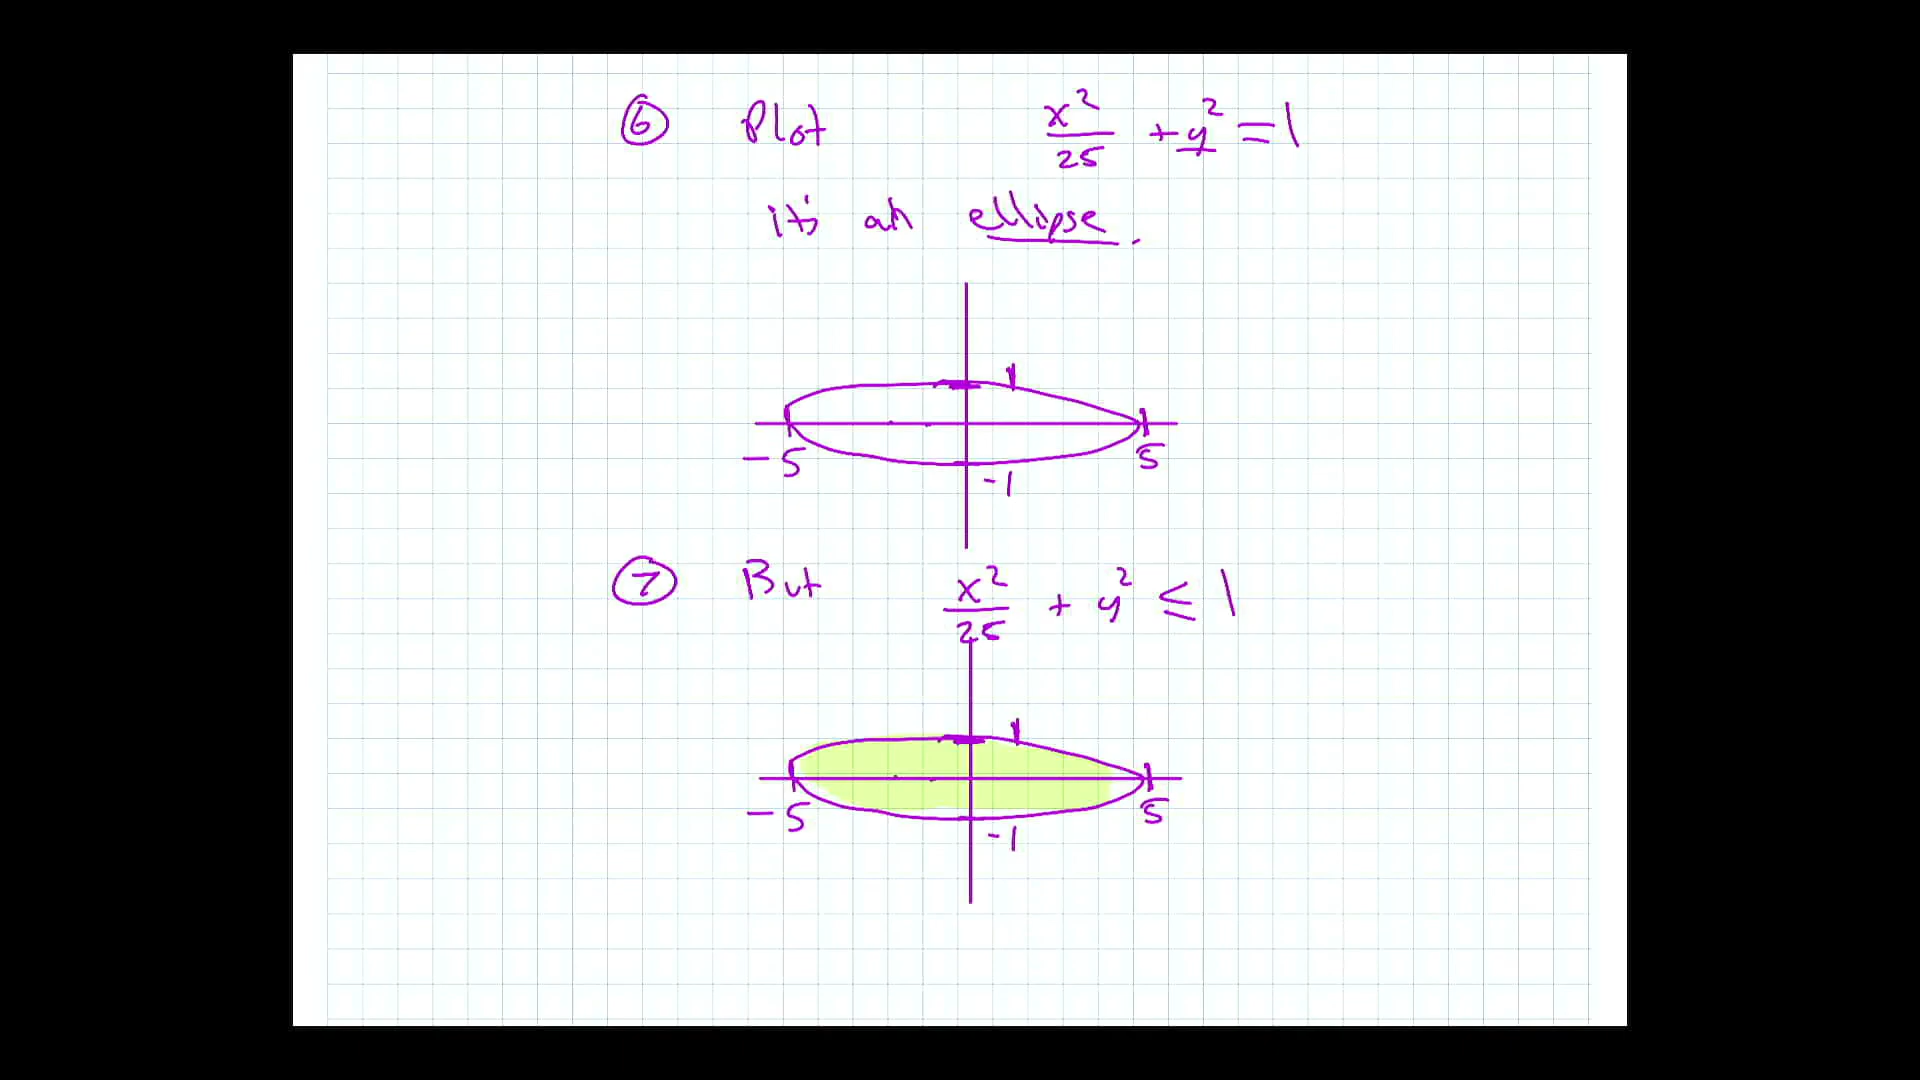 ⑥ Plot x²/25 + y² = 1
it's an ellipse.
1
-5 5
-1
⑦ But x²/25 + y² ≤ 1
1
-5 5
-1